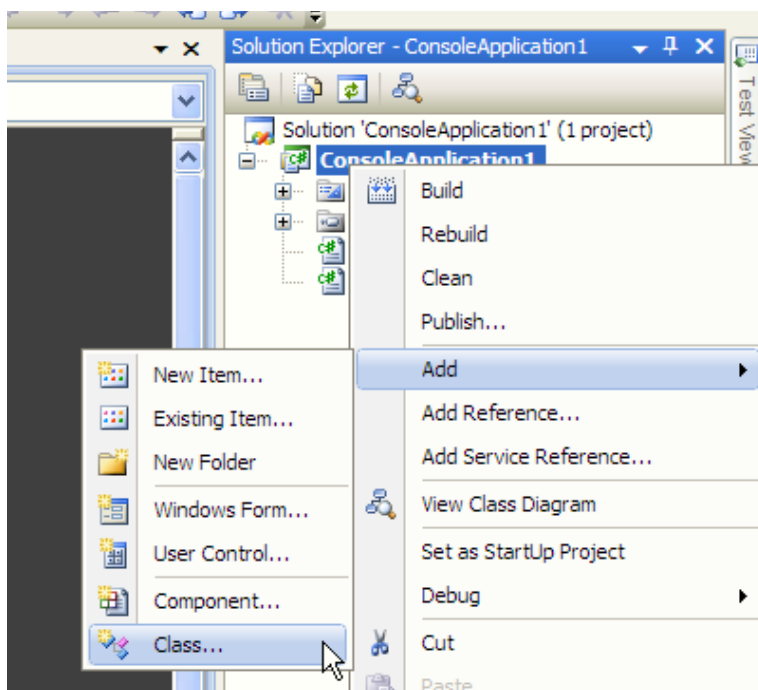 Solution Explorer - ConsoleApplication1
Test View
Solution 'ConsoleApplication1' (1 project)
ConsoleApplication1
Build
Rebuild
Clean
Publish...
Add
Add Reference...
Add Service Reference...
View Class Diagram
Set as StartUp Project
Debug
Cut
Paste
New Item...
Existing Item...
New Folder
Windows Form...
User Control...
Component...
Class...